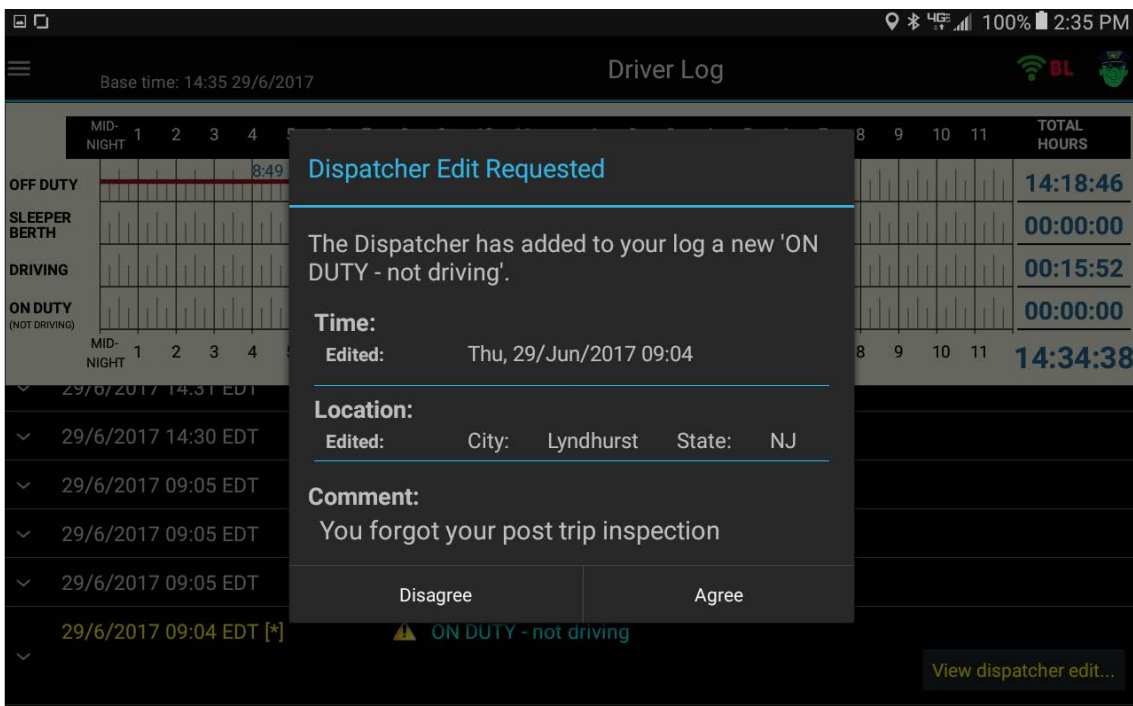 4GE 100% 2:35 PM
Base time: 14:35 29/6/2017
Driver Log
BL
MID-NIGHT 1 2 3 4 8 9 10 11 TOTAL HOURS
8:49
OFF DUTY 14:18:46
SLEEPER BERTH 00:00:00
DRIVING 00:15:52
ON DUTY (NOT DRIVING) 00:00:00
MID-NIGHT 1 2 3 4 8 9 10 11 14:34:38
Dispatcher Edit Requested
The Dispatcher has added to your log a new 'ON
DUTY - not driving'.
Time:
Edited: Thu, 29/Jun/2017 09:04
Location:
Edited: City: Lyndhurst State: NJ
Comment:
You forgot your post trip inspection
Disagree Agree
29/6/2017 14:31 EDT
29/6/2017 14:30 EDT
29/6/2017 09:05 EDT
29/6/2017 09:05 EDT
29/6/2017 09:05 EDT
29/6/2017 09:04 EDT [*] ON DUTY - not driving
View dispatcher edit...